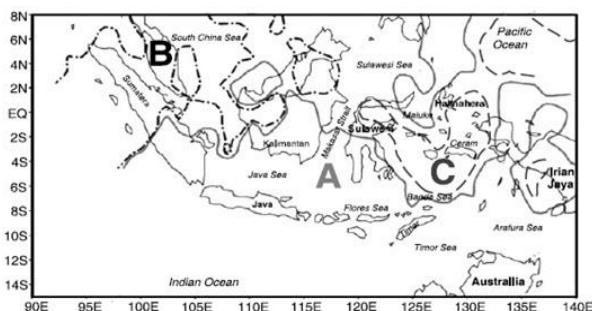 8N
6N
4N
2N
EQ
2S
4S
6S
8S
10S
12S
14S
South China Sea
B
Pacific
Ocean
Sulawesi Sea
Sumatera
Halmahera
Maluku
Makasar Strait
Sulawesi
Kalimantan
Ceram
A
C
Irian
Jaya
Java Sea
Banda Sea
Java
Flores Sea
Timor
Arafura Sea
Timor Sea
Indian Ocean
Australlia
90E 95E 100E 105E 110E 115E 120E 125E 130E 135E 140E